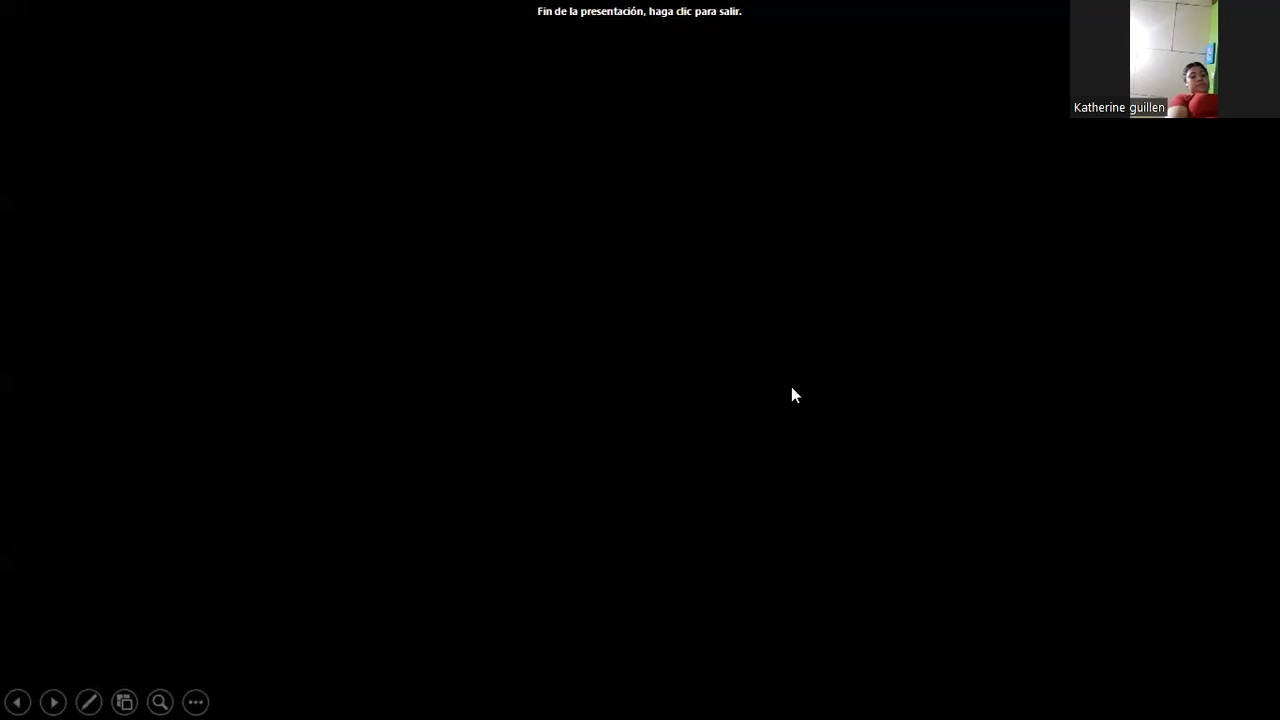 Fin de la presentación, haga clic para salir.
Katherine guillen